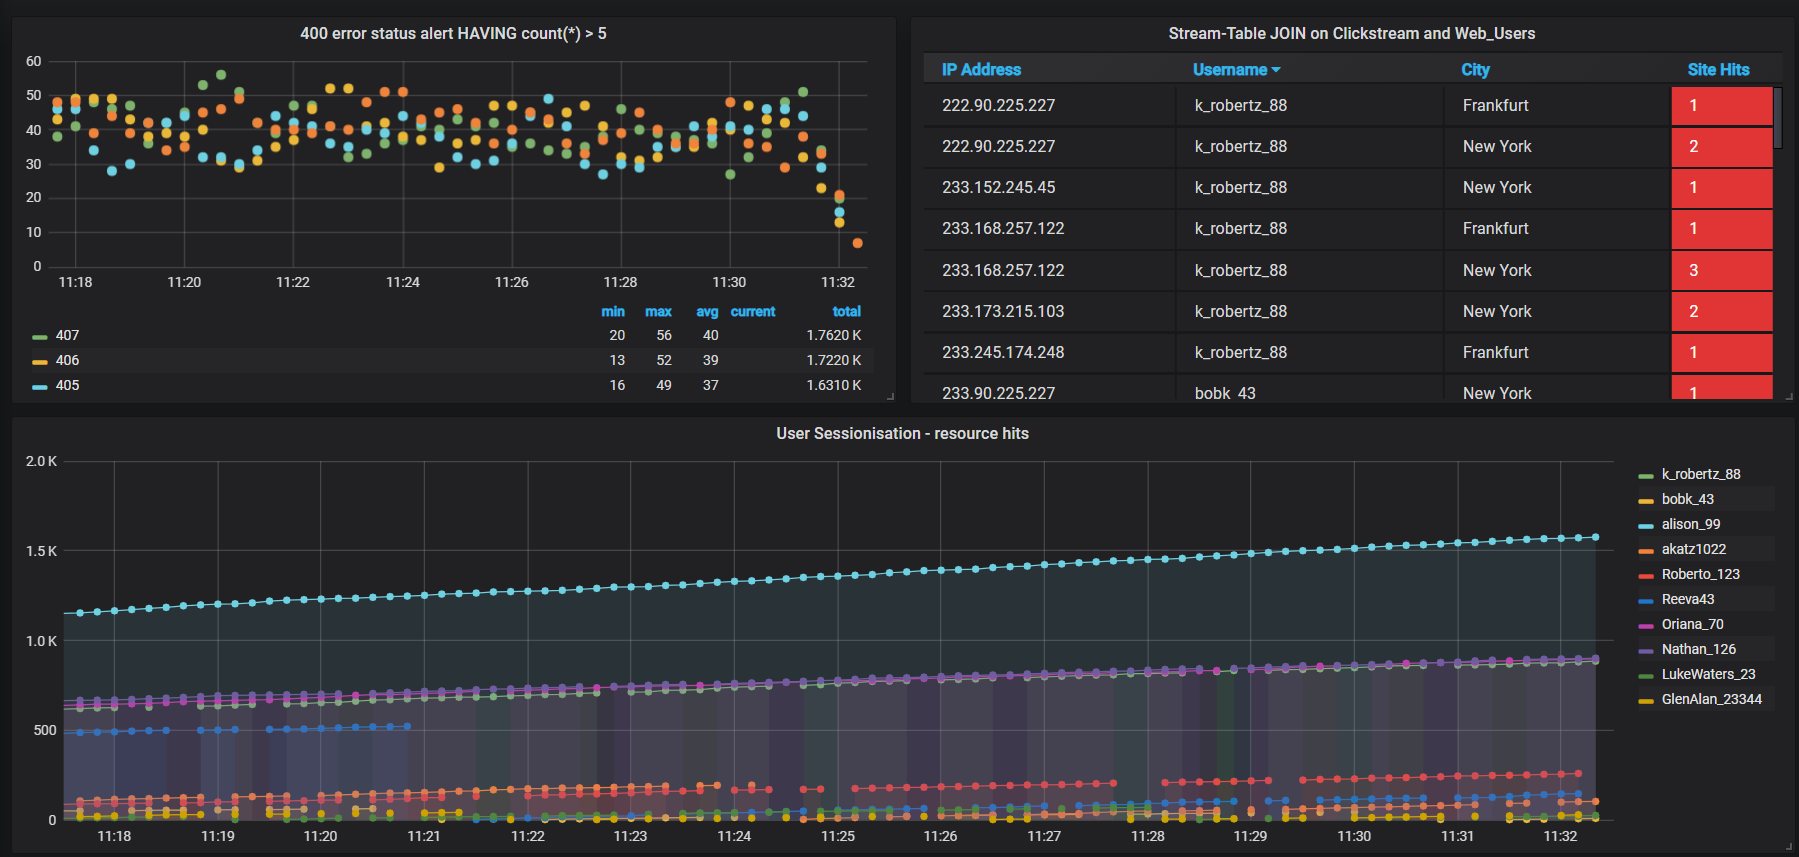 400 error status alert HAVING count(*) > 5
60
50
40
30
20
10
0
11:18 11:20 11:22 11:24 11:26 11:28 11:30 11:32
min max avg current total
407 20 56 40 1.7620 K
406 13 52 39 1.7220 K
405 16 49 37 1.6310 K
Stream-Table JOIN on Clickstream and Web_Users
IP Address Username City Site Hits
222.90.225.227 k_robertz_88 Frankfurt 1
222.90.225.227 k_robertz_88 New York 2
233.152.245.45 k_robertz_88 New York 1
233.168.257.122 k_robertz_88 Frankfurt 1
233.168.257.122 k_robertz_88 New York 3
233.173.215.103 k_robertz_88 New York 2
233.245.174.248 k_robertz_88 Frankfurt 1
233.90.225.227 bobk_43 New York 1
User Sessionisation - resource hits
2.0 K
1.5 K
1.0 K
500
0
11:18 11:19 11:20 11:21 11:22 11:23 11:24 11:25 11:26 11:27 11:28 11:29 11:30 11:31 11:32
k_robertz_88
bobk_43
alison_99
akatz1022
Roberto_123
Reeva43
Oriana_70
Nathan_126
LukeWaters_23
GlenAlan_23344